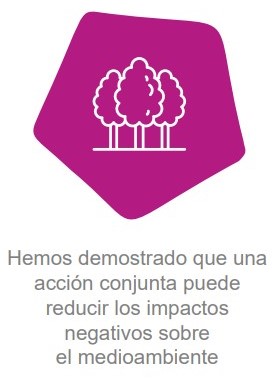 Hemos demostrado que una
acción conjunta puede
reducir los impactos
negativos sobre
el medioambiente